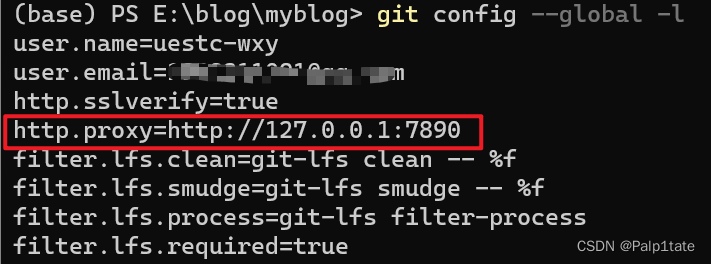 (base) PS E:\blog\myblog> git config --global -l
user.name=uestc-wxy
user.email=
http.sslverify=true
http.proxy=http://127.0.0.1:7890
filter.lfs.clean=git-lfs clean -- %f
filter.lfs.smudge=git-lfs smudge -- %f
filter.lfs.process=git-lfs filter-process
filter.lfs.required=true
CSDN @Palp1tate